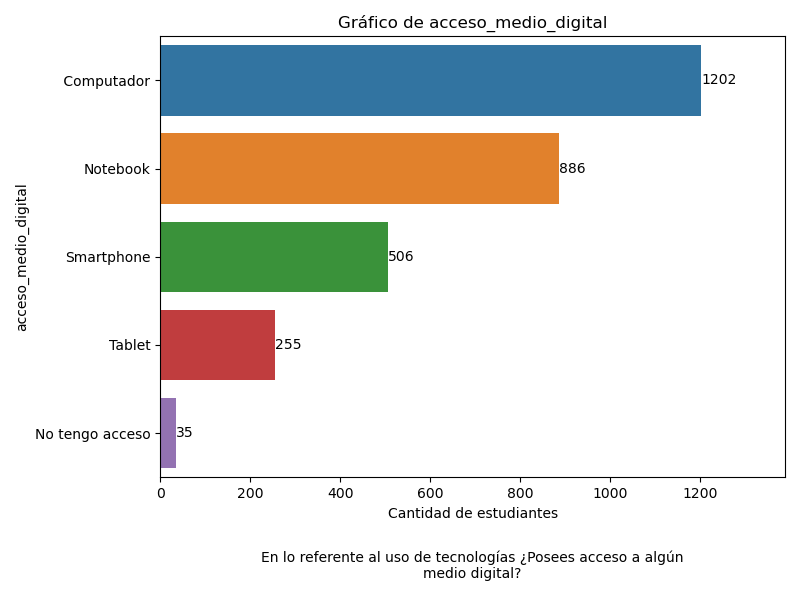 Gráfico de acceso_medio_digital
acceso_medio_digital
Computador
1202
Notebook
886
Smartphone
506
Tablet
255
No tengo acceso
35
0 200 400 600 800 1000 1200
Cantidad de estudiantes
En lo referente al uso de tecnologías ¿Posees acceso a algún
medio digital?